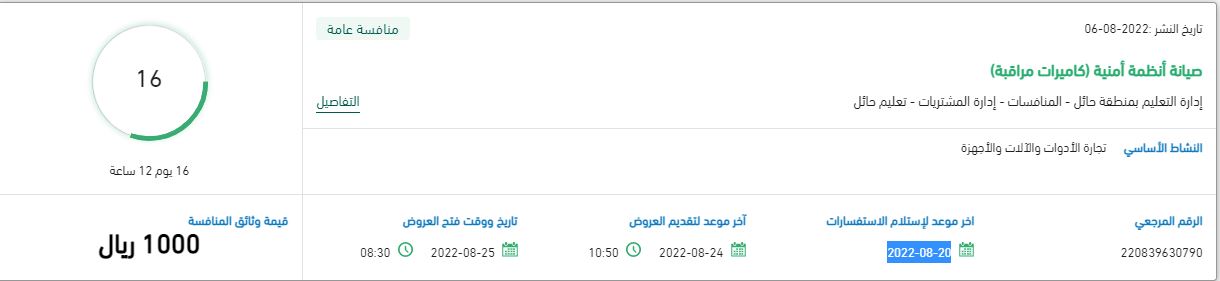 تاريخ النشر :2022-08-06
منافسة عامة
صيانة أنظمة أمنية (كاميرات مراقبة)
إدارة التعليم بمنطقة حائل - المنافسات - إدارة المشتريات - تعليم حائل
التفاصيل
النشاط الأساسي تجارة الأدوات والآلات والأجهزة
16
16 يوم 12 ساعة
الرقم المرجعي
220839630790
اخر موعد لإستلام الاستفسارات
2022-08-20
آخر موعد لتقديم العروض
2022-08-24 10:50
تاريخ ووقت فتح العروض
2022-08-25 08:30
قيمة وثائق المنافسة
1000 ريال